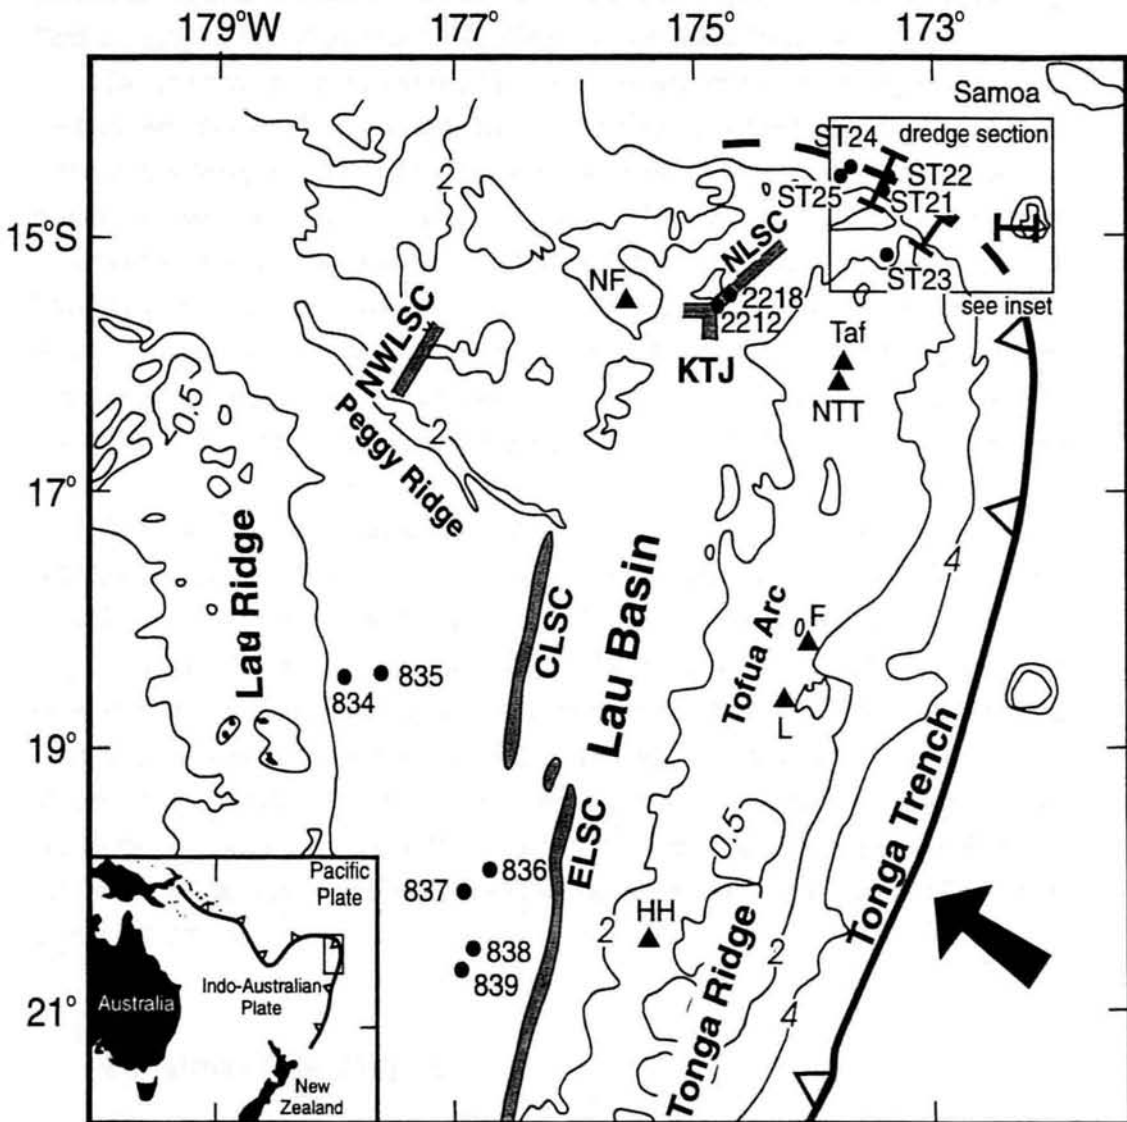 179°W 177° 175° 173°
Samoa
ST24 dredge section
ST22
ST25 ST21
ST23
see inset
15°S
2
NF
NLSC
2218
2212
KTJ
NWLSC
Taf
NTT
0.5
2
Peggy Ridge
17°
Lau Ridge
4
CLSC
Lau Basin
Tofua Arc
F
L
834 835
19°
Tonga Trench
ELSC
0.5
836
837
HH
2
838
839
2
4
Tonga Ridge
21°
Pacific
Plate
Indo-Australian
Plate
Australia
New
Zealand